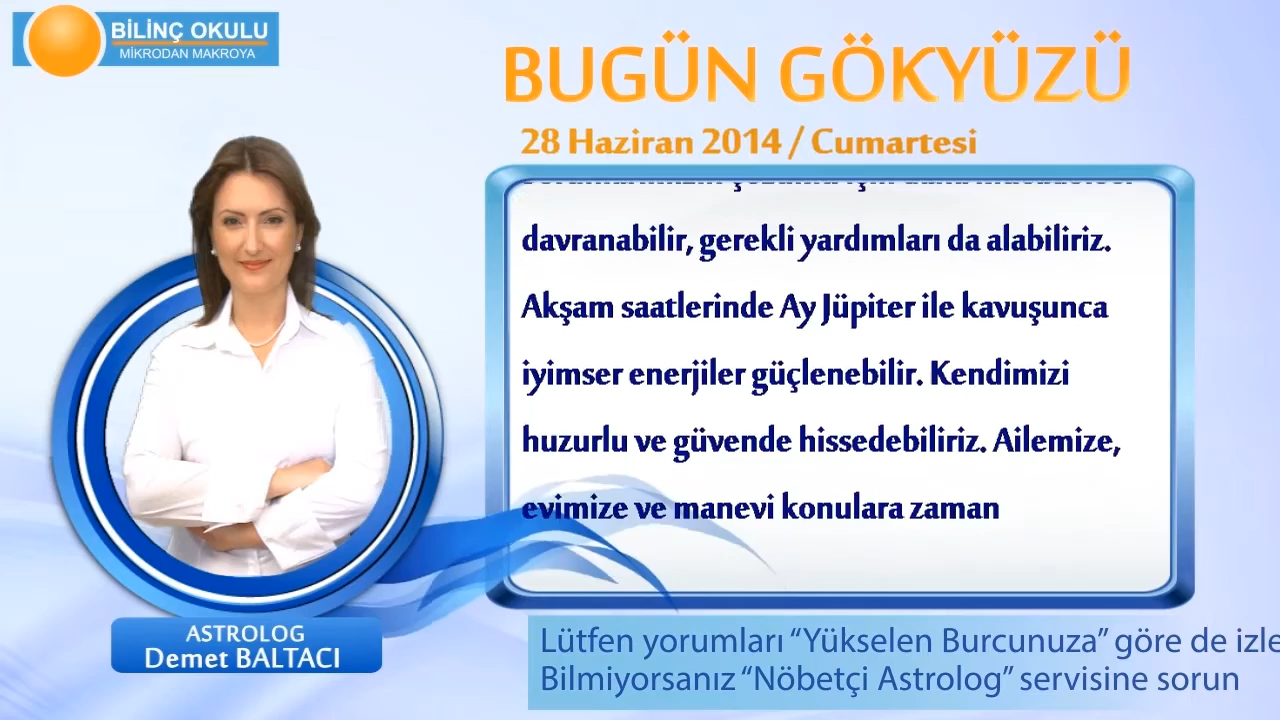 BİLİNÇ OKULU
MİKRODAN MAKROYA
BUGÜN GÖKYÜZÜ
28 Haziran 2014 / Cumartesi
davranabilir, gerekli yardımları da alabiliriz.
Akşam saatlerinde Ay Jüpiter ile kavuşunca
iyimser enerjiler güçlenebilir. Kendimizi
huzurlu ve güvende hissedebiliriz. Ailemize,
evimize ve manevi konulara zaman
ASTROLOG
Demet BALTACI
Lütfen yorumları “Yükselen Burcunuza” göre de izle
Bilmiyorsanız “Nöbetçi Astrolog” servisine sorun